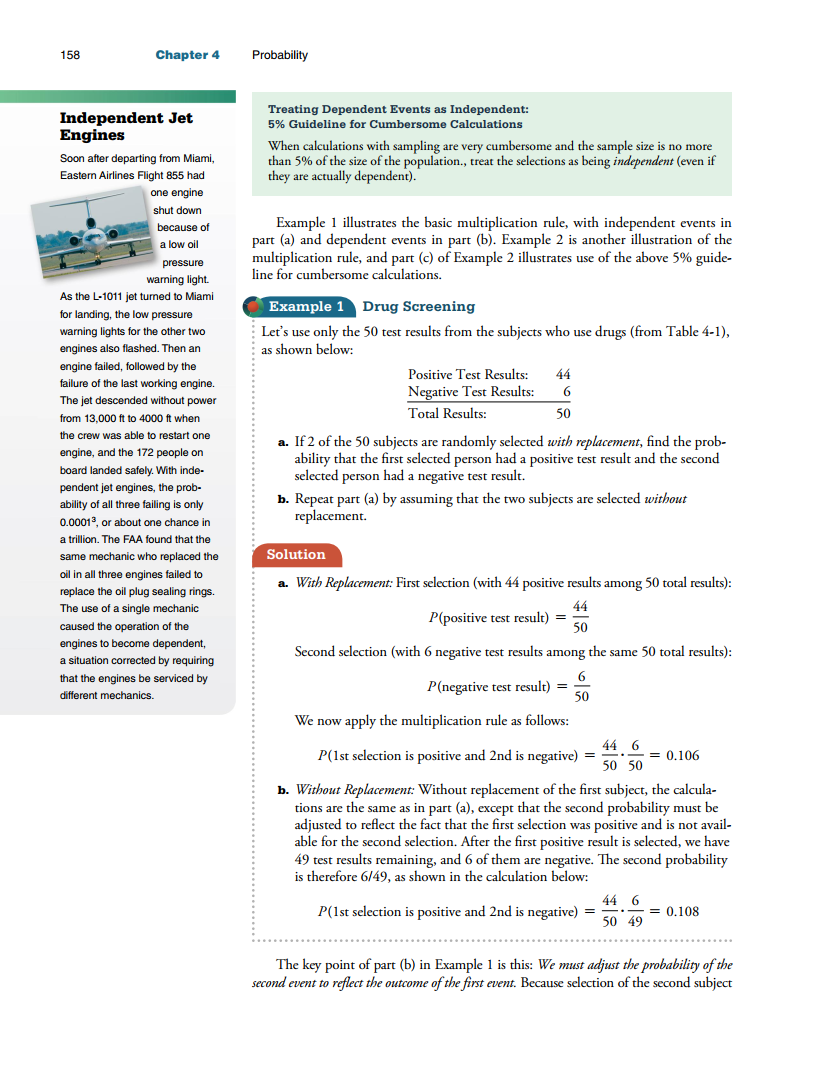 158
Chapter 4
Probability
Independent Jet
Engines
Soon after departing from Miami,
Eastern Airlines Flight 855 had
one engine
shut down
because of
a low oil
pressure
warning light.
As the L-1011 jet turned to Miami
for landing, the low pressure
warning lights for the other two
engines also flashed. Then an
engine failed, followed by the
failure of the last working engine.
The jet descended without power
from 13,000 ft to 4000 ft when
the crew was able to restart one
engine, and the 172 people on
board landed safely. With inde-
pendent jet engines, the prob-
ability of all three failing is only
0.0001³, or about one chance in
a trillion. The FAA found that the
same mechanic who replaced the
oil in all three engines failed to
replace the oil plug sealing rings.
The use of a single mechanic
caused the operation of the
engines to become dependent,
a situation corrected by requiring
that the engines be serviced by
different mechanics.
Treating Dependent Events as Independent:
5% Guideline for Cumbersome Calculations
When calculations with sampling are very cumbersome and the sample size is no more
than 5% of the size of the population., treat the selections as being independent (even if
they are actually dependent).
Example 1 illustrates the basic multiplication rule, with independent events in
part (a) and dependent events in part (b). Example 2 is another illustration of the
multiplication rule, and part (c) of Example 2 illustrates use of the above 5% guide-
line for cumbersome calculations.
Example 1 Drug Screening
Let's use only the 50 test results from the subjects who use drugs (from Table 4-1),
as shown below:
Positive Test Results: 44
Negative Test Results: 6
Total Results: 50
a. If 2 of the 50 subjects are randomly selected with replacement, find the prob-
ability that the first selected person had a positive test result and the second
selected person had a negative test result.
b. Repeat part (a) by assuming that the two subjects are selected without
replacement.
Solution
a. With Replacement: First selection (with 44 positive results among 50 total results):
P(positive test result) = 44/50
Second selection (with 6 negative test results among the same 50 total results):
P(negative test result) = 6/50
We now apply the multiplication rule as follows:
P(1st selection is positive and 2nd is negative) = 44/50 · 6/50 = 0.106
b. Without Replacement: Without replacement of the first subject, the calcula-
tions are the same as in part (a), except that the second probability must be
adjusted to reflect the fact that the first selection was positive and is not avail-
able for the second selection. After the first positive result is selected, we have
49 test results remaining, and 6 of them are negative. The second probability
is therefore 6/49, as shown in the calculation below:
P(1st selection is positive and 2nd is negative) = 44/50 · 6/49 = 0.108
The key point of part (b) in Example 1 is this: We must adjust the probability of the
second event to reflect the outcome of the first event. Because selection of the second subject